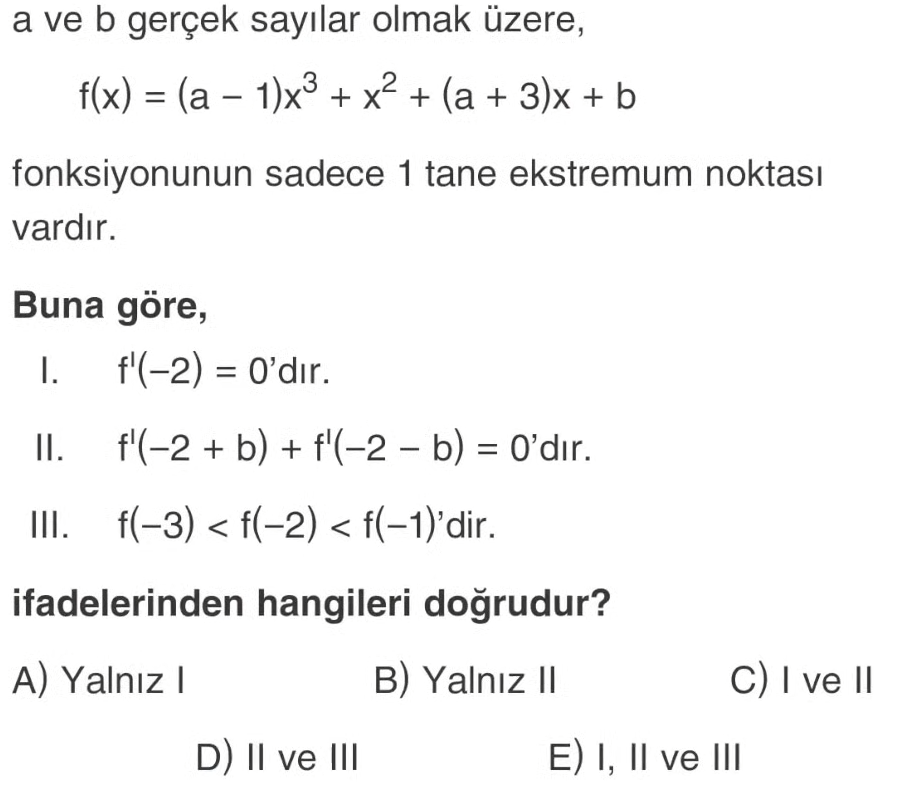 a ve b gerçek sayılar olmak üzere,
f(x) = (a – 1)x³ + x² + (a + 3)x + b
fonksiyonunun sadece 1 tane ekstremum noktası
vardır.
Buna göre,
I. f'(–2) = 0'dır.
II. f'(–2 + b) + f'(–2 – b) = 0'dır.
III. f(–3) < f(–2) < f(–1)'dir.
ifadelerinden hangileri doğrudur?
A) Yalnız I B) Yalnız II C) I ve II
D) II ve III E) I, II ve III